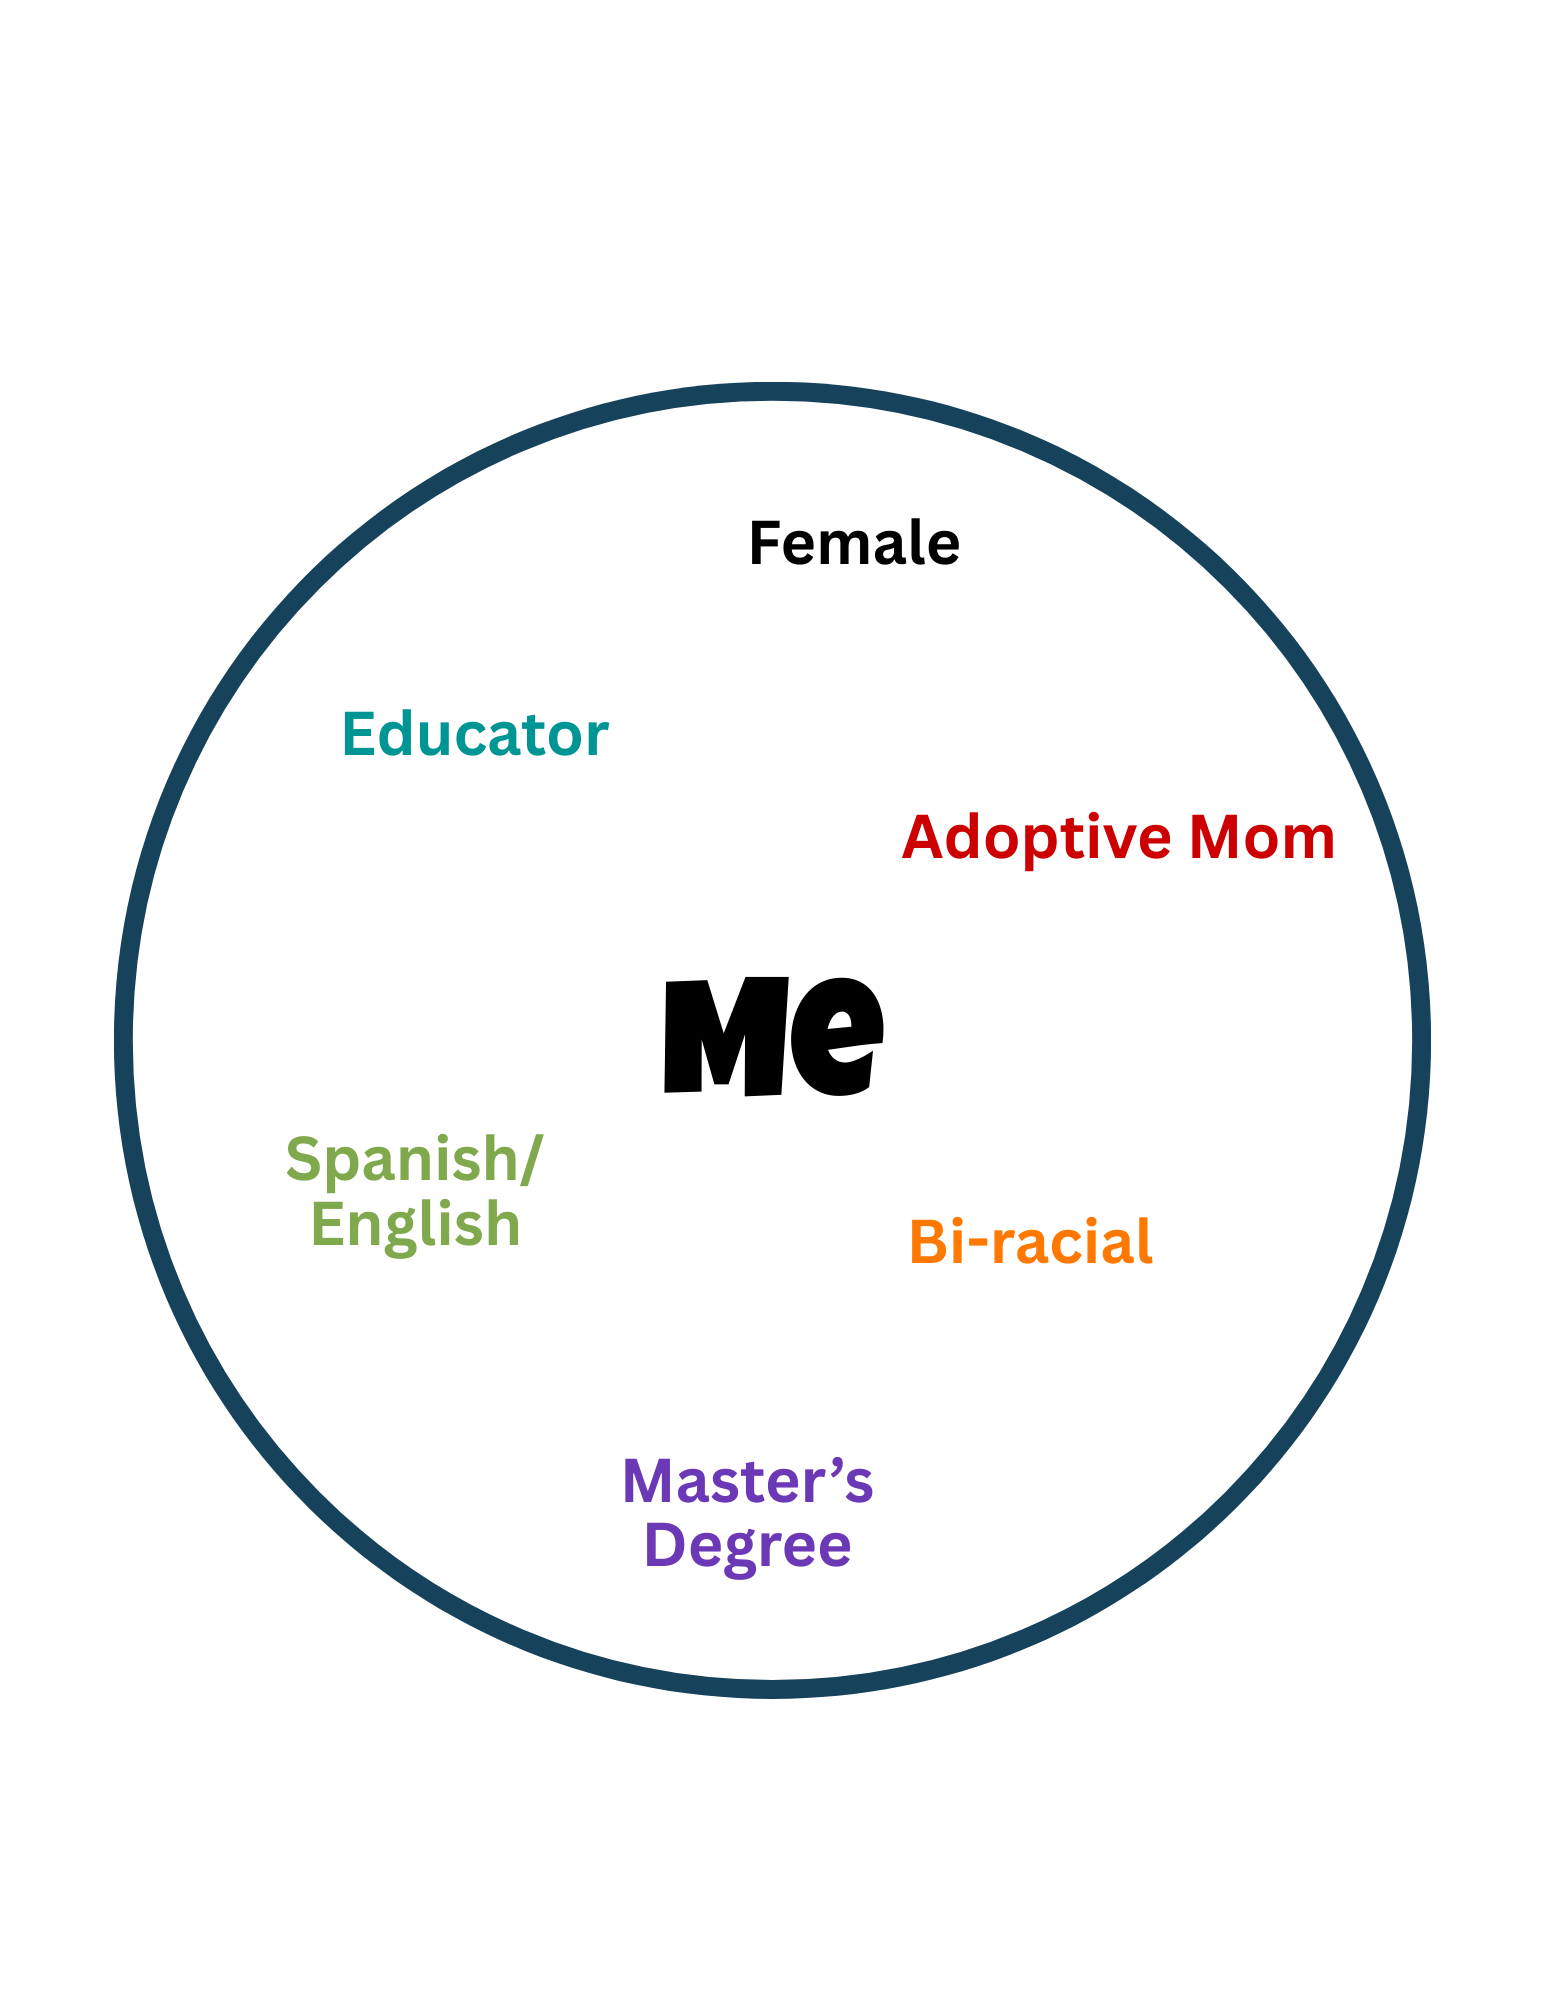 Female
Educator
Adoptive Mom
Me
Spanish/
English
Bi-racial
Master’s
Degree